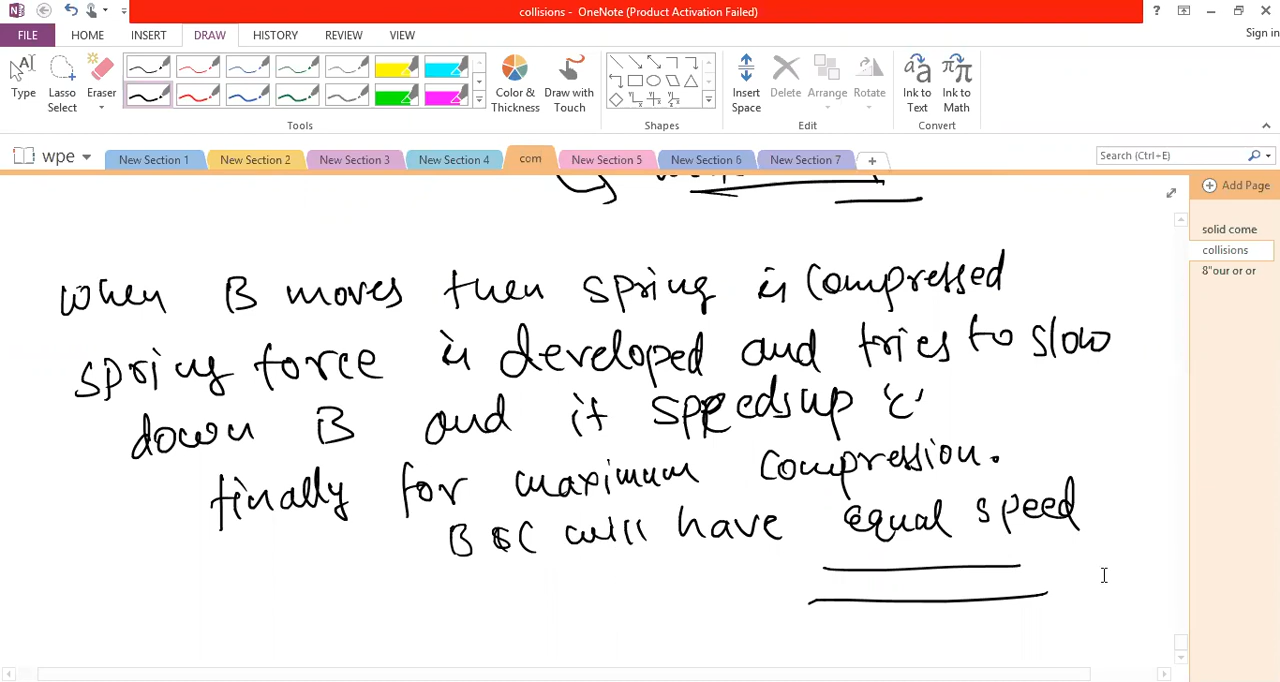 collisions - OneNote (Product Activation Failed)
Sign in
FILE HOME INSERT DRAW HISTORY REVIEW VIEW
Type Lasso Select Eraser Color & Thickness Draw with Touch Insert Space Delete Arrange Rotate Ink to Text Ink to Math
Tools Shapes Edit Convert
wpe New Section 1 New Section 2 New Section 3 New Section 4 com New Section 5 New Section 6 New Section 7 Search (Ctrl+E)
Add Page
solid come
collisions
8"our or or
when B moves then spring is compressed
spring force is developed and tries to slow
down B and it speedsup 'c'
finally for maximum compression.
B & C will have equal speed